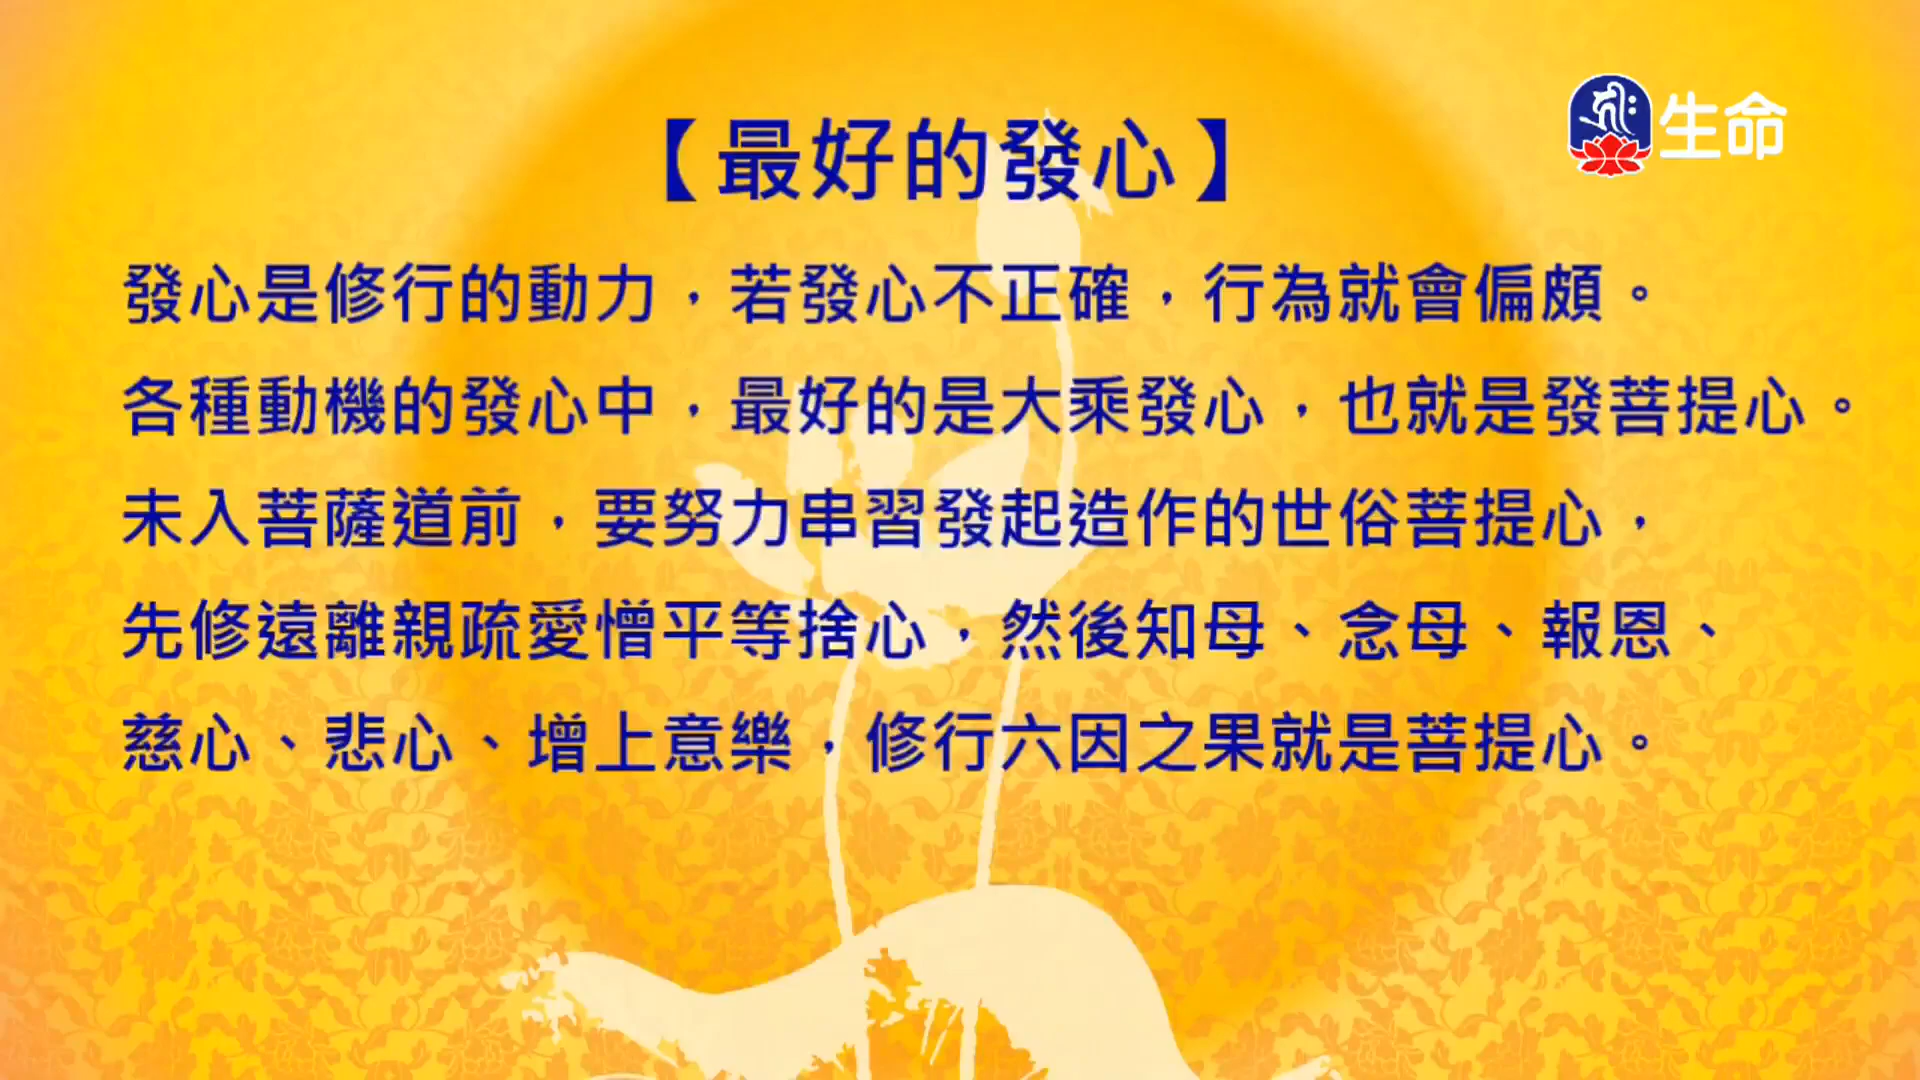 【最好的發心】
生命
發心是修行的動力，若發心不正確，行為就會偏頗。
各種動機的發心中，最好的是大乘發心，也就是發菩提心。
未入菩薩道前，要努力串習發起造作的世俗菩提心，
先修遠離親疏愛憎平等捨心，然後知母、念母、報恩、
慈心、悲心、增上意樂，修行六因之果就是菩提心。